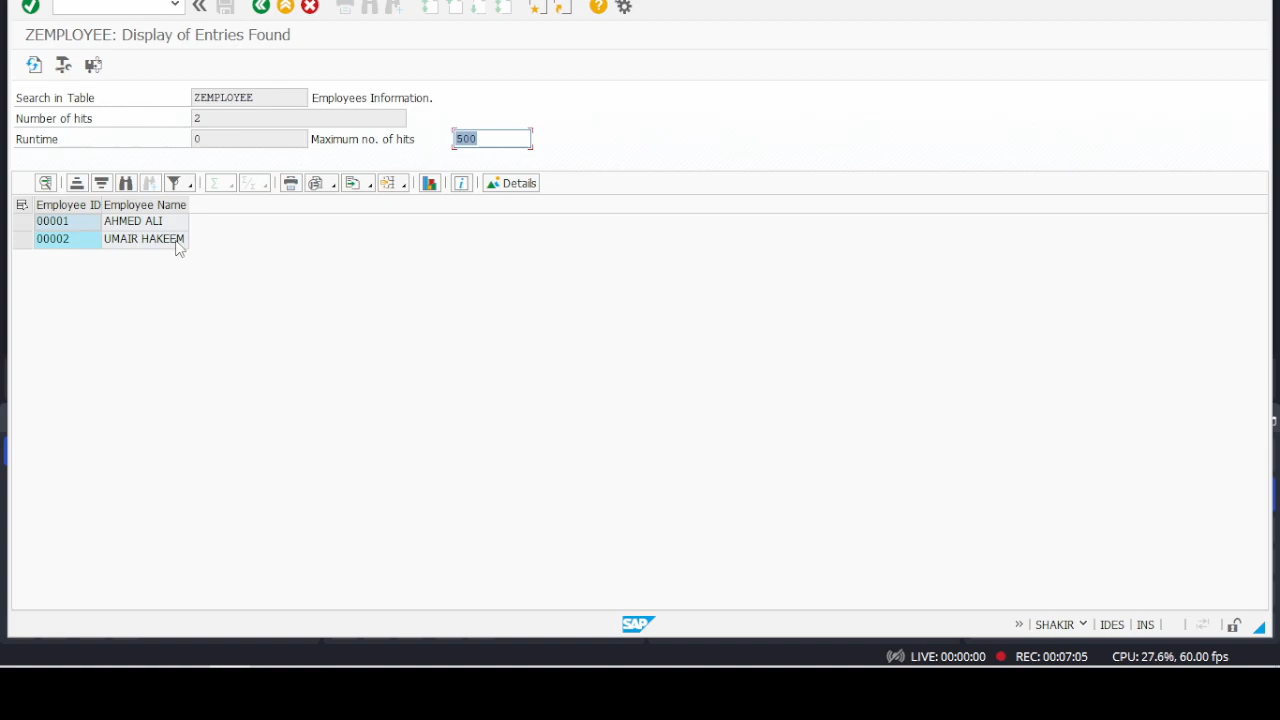 ZEMPLOYEE: Display of Entries Found
Search in Table ZEMPLOYEE Employees Information.
Number of hits 2
Runtime 0 Maximum no. of hits 500
Details
Employee ID Employee Name
00001 AHMED ALI
00002 UMAIR HAKEEM
SAP SHAKIR IDES INS
LIVE: 00:00:00 REC: 00:07:05 CPU: 27.6%, 60.00 fps